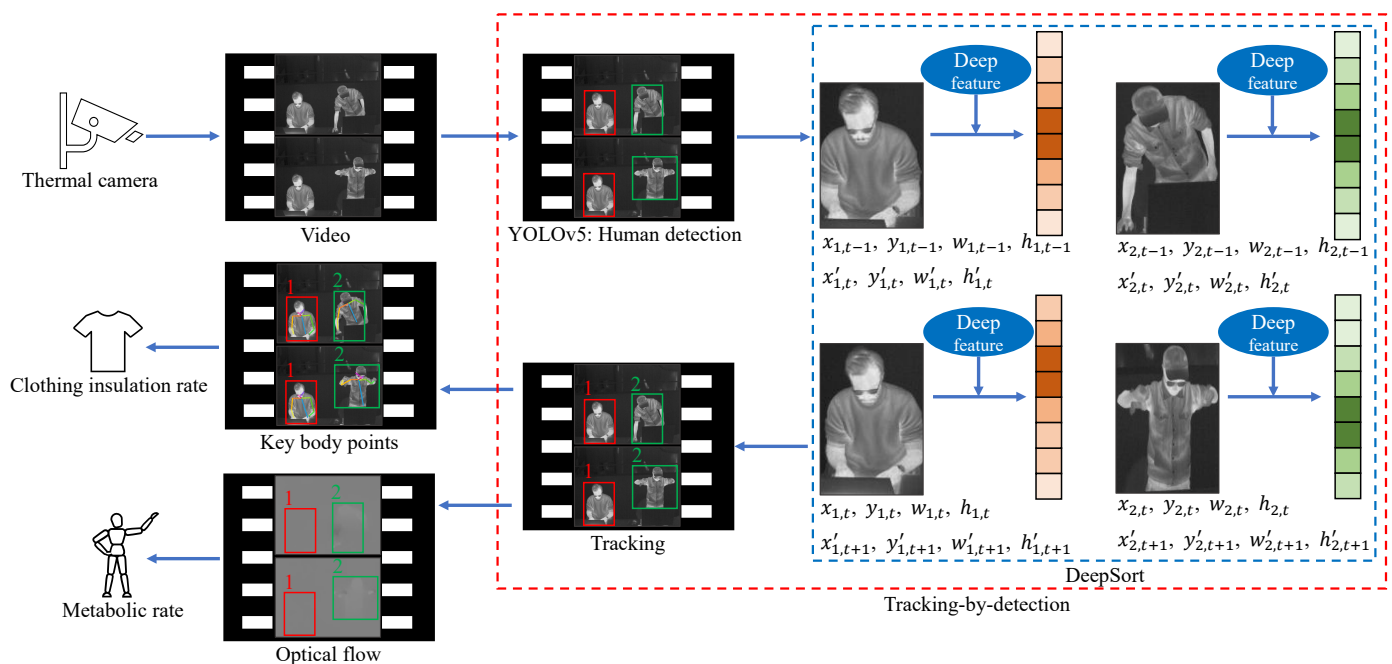 Thermal camera
Video
YOLOv5: Human detection
Deep
feature
Deep
feature
x₁,ₜ₋₁, y₁,ₜ₋₁, w₁,ₜ₋₁, h₁,ₜ₋₁
x′₁,ₜ, y′₁,ₜ, w′₁,ₜ, h′₁,ₜ
x₂,ₜ₋₁, y₂,ₜ₋₁, w₂,ₜ₋₁, h₂,ₜ₋₁
x′₂,ₜ, y′₂,ₜ, w′₂,ₜ, h′₂,ₜ
Deep
feature
Deep
feature
x₁,ₜ, y₁,ₜ, w₁,ₜ, h₁,ₜ
x′₁,ₜ₊₁, y′₁,ₜ₊₁, w′₁,ₜ₊₁, h′₁,ₜ₊₁
x₂,ₜ, y₂,ₜ, w₂,ₜ, h₂,ₜ
x′₂,ₜ₊₁, y′₂,ₜ₊₁, w′₂,ₜ₊₁, h′₂,ₜ₊₁
DeepSort
Tracking-by-detection
1 2
1 2
Tracking
1 2
1 2
Key body points
Clothing insulation rate
1 2
1 2
Optical flow
Metabolic rate